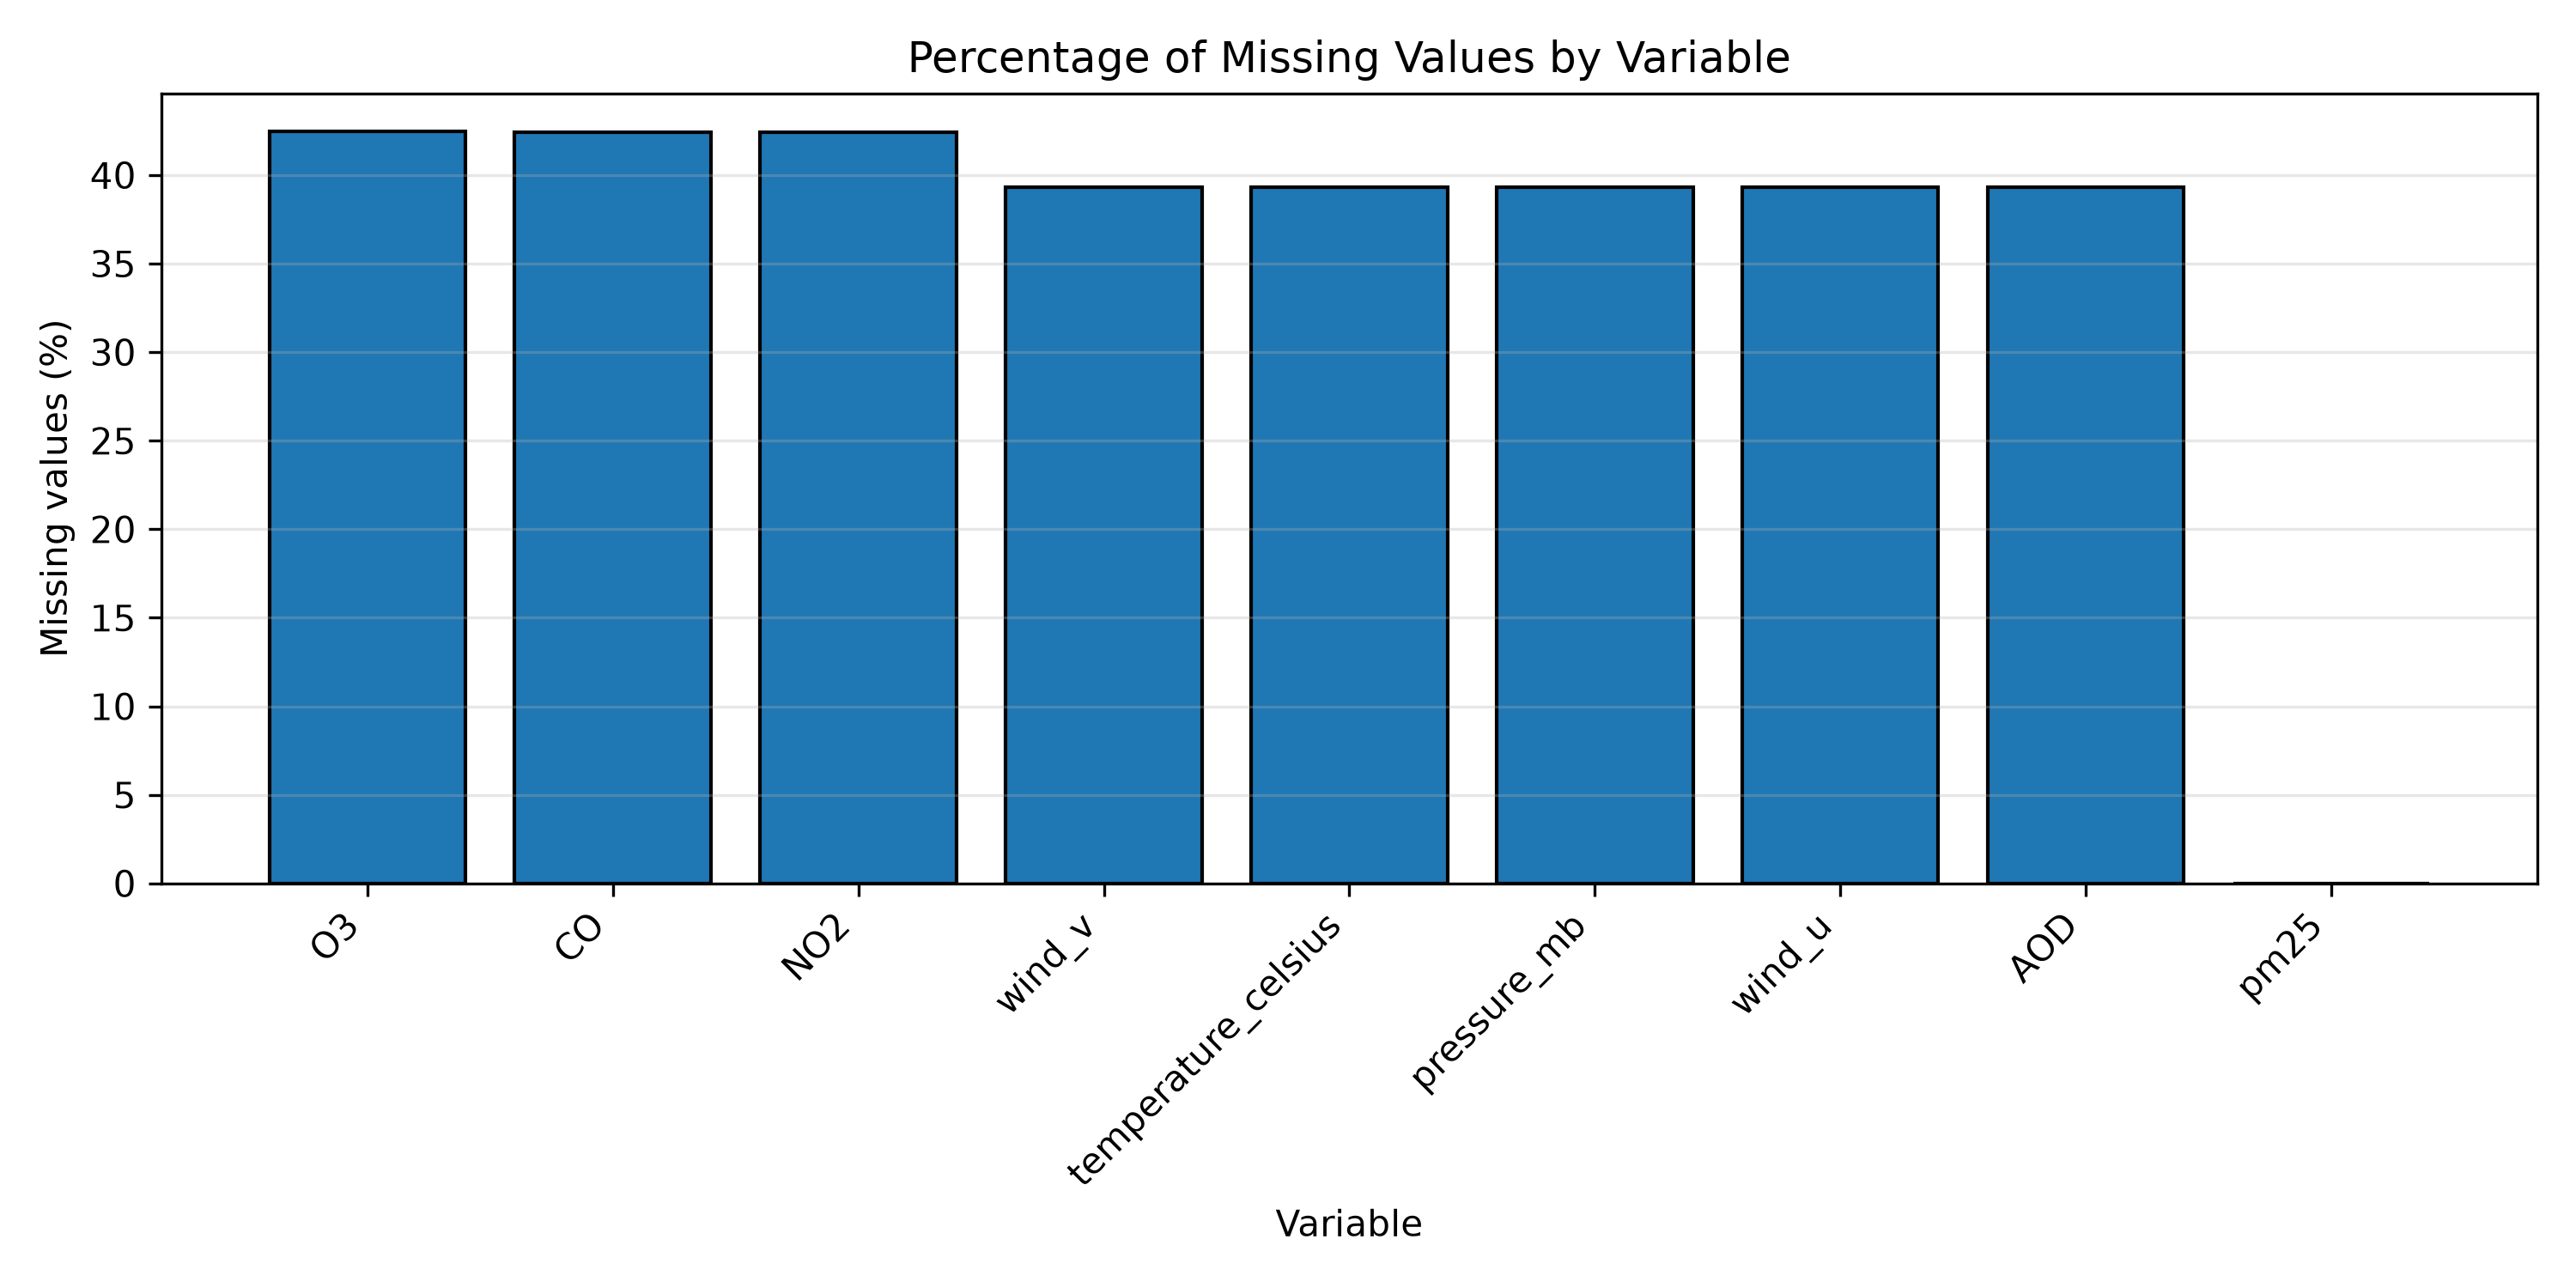 Percentage of Missing Values by Variable
Missing values (%)
40
35
30
25
20
15
10
5
0
O3
CO
NO2
wind_v
temperature_celsius
pressure_mb
wind_u
AOD
pm25
Variable